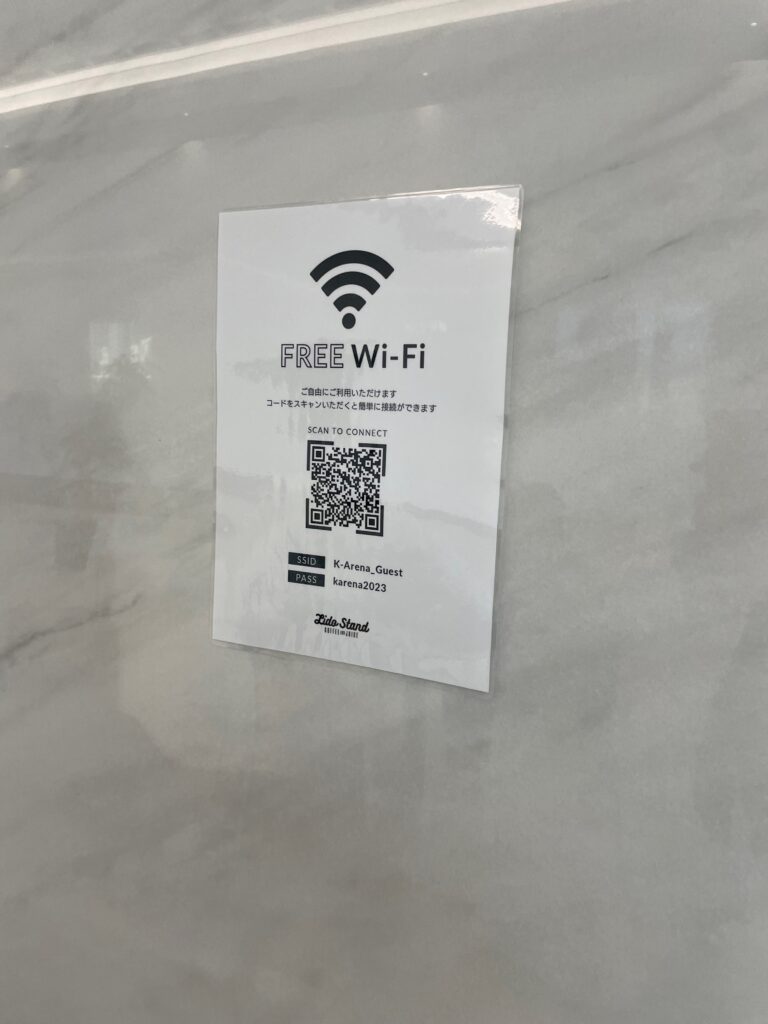 FREE Wi-Fi
ご自由にご利用いただけます
コードをスキャンいただくと簡単に接続ができます
SCAN TO CONNECT
SSID K-Arena_Guest
PASS karena2023
Lido Stand